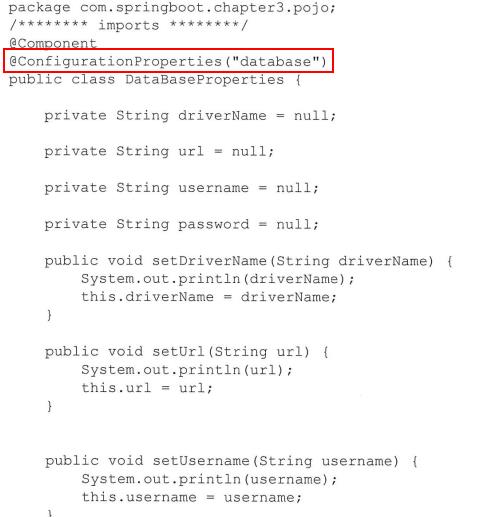 package com.springboot.chapter3.pojo;
/******** imports ********/
@Component
@ConfigurationProperties("database")
public class DataBaseProperties {
private String driverName = null;
private String url = null;
private String username = null;
private String password = null;
public void setDriverName(String driverName) {
System.out.println(driverName);
this.driverName = driverName;
}
public void setUrl(String url) {
System.out.println(url);
this.url = url;
}
public void setUsername(String username) {
System.out.println(username);
this.username = username;
}